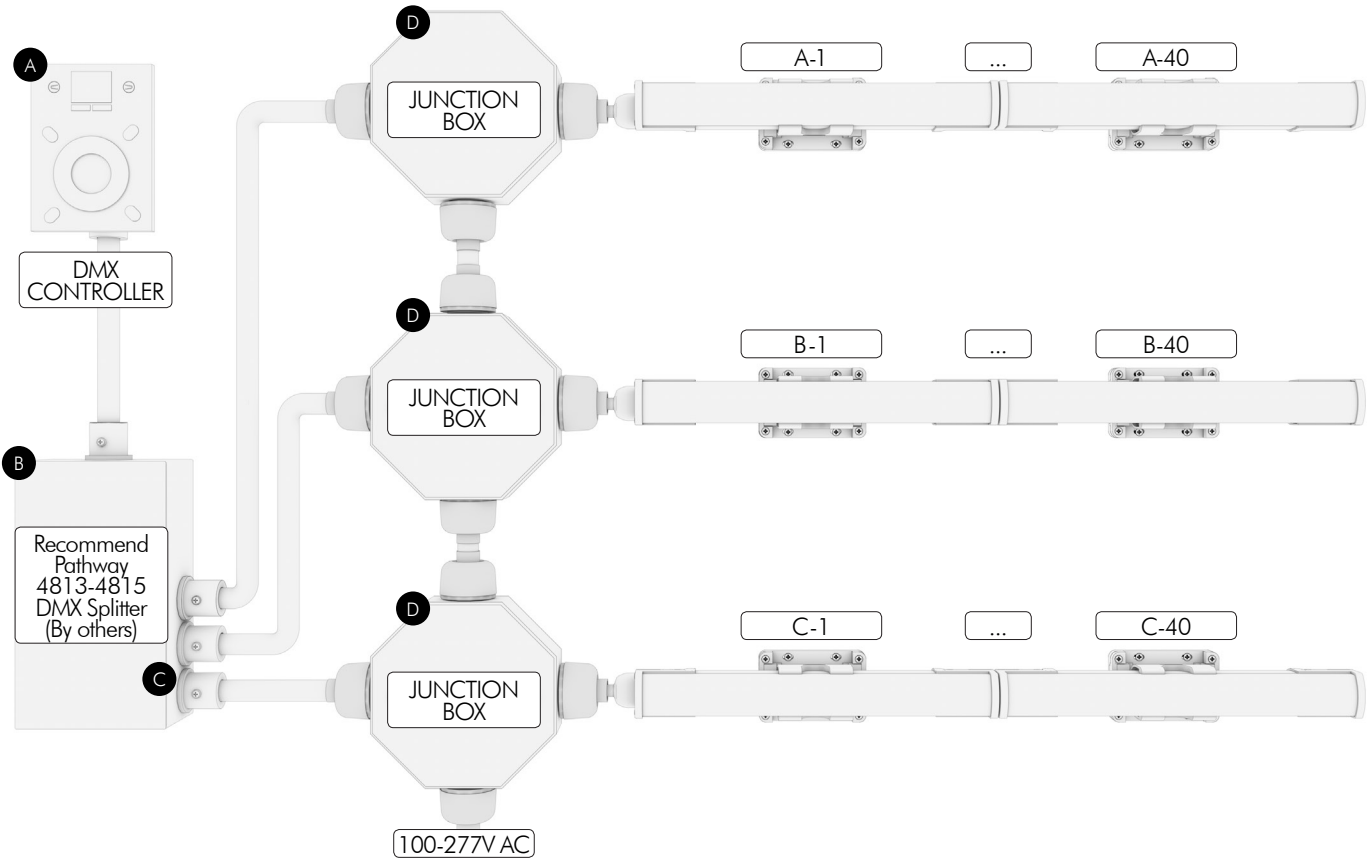 D
A-1
...
A-40
A
JUNCTION
BOX
DMX
CONTROLLER
D
B-1
...
B-40
JUNCTION
BOX
B
Recommend
Pathway
4813-4815
DMX Splitter
(By others)
D
C-1
...
C-40
C
JUNCTION
BOX
100-277V AC